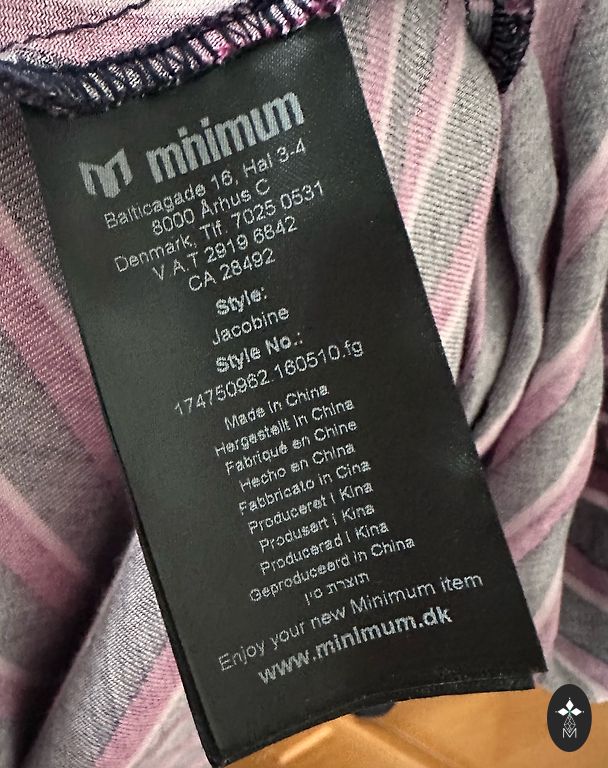 minimum
Balticagade 16, Hal 3-4
8000 Århus C
Denmark, Tlf. 7025 0531
V A.T 2919 6842
CA 28492
Style:
Jacobine
Style No.:
174750962.160510.fg
Made in China
Hergestellt in China
Fabriqué en Chine
Hecho en China
Fabbricato in Cina
Produceret i Kina
Produsert i Kina
Producerad i Kina
Geproduceerd in China
תוצרת סין
Enjoy your new Minimum item
www.minimum.dk
M